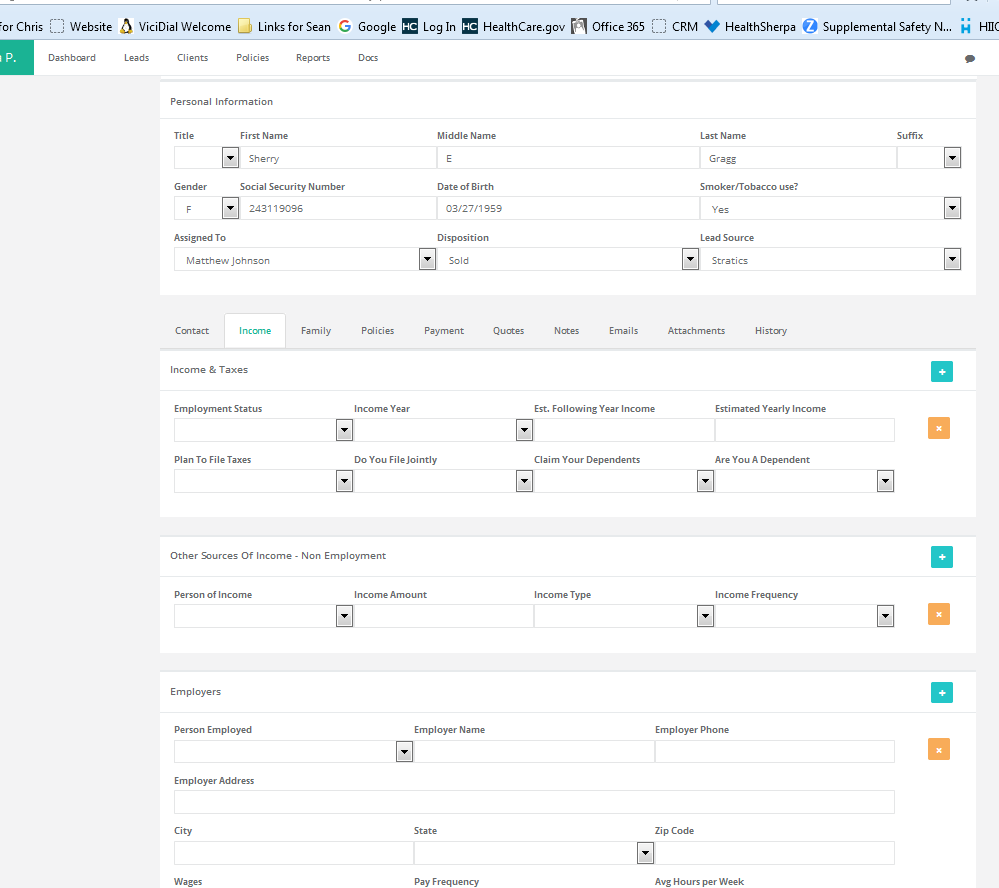 for Chris Website ViciDial Welcome Links for Sean Google Log In HealthCare.gov Office 365 CRM HealthSherpa Supplemental Safety N... HIIC
P. Dashboard Leads Clients Policies Reports Docs
Personal Information
Title First Name Middle Name Last Name Suffix
Sherry E Gragg
Gender Social Security Number Date of Birth Smoker/Tobacco use?
F 243119096 03/27/1959 Yes
Assigned To Disposition Lead Source
Matthew Johnson Sold Stratics
Contact Income Family Policies Payment Quotes Notes Emails Attachments History
Income & Taxes
Employment Status Income Year Est. Following Year Income Estimated Yearly Income
Plan To File Taxes Do You File Jointly Claim Your Dependents Are You A Dependent
Other Sources Of Income - Non Employment
Person of Income Income Amount Income Type Income Frequency
Employers
Person Employed Employer Name Employer Phone
Employer Address
City State Zip Code
Wages Pay Frequency Avg Hours per Week